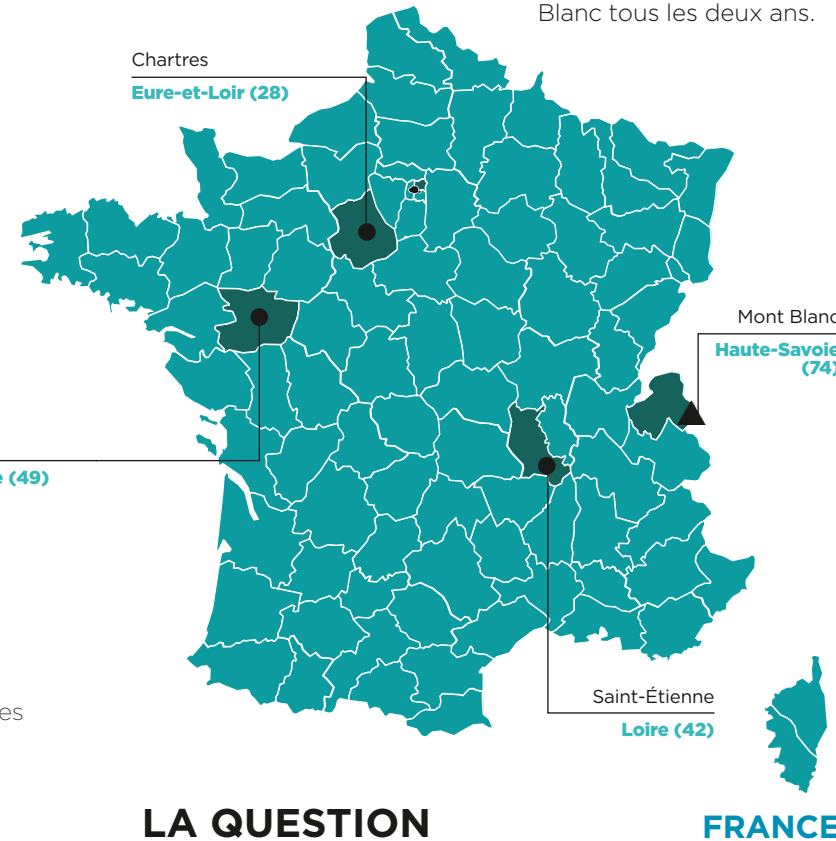 Blanc tous les deux ans.
Chartres
Eure-et-Loir (28)
Mont Blanc
Haute-Savoie
(74)
(49)
Saint-Étienne
es
Loire (42)
LA QUESTION
FRANCE